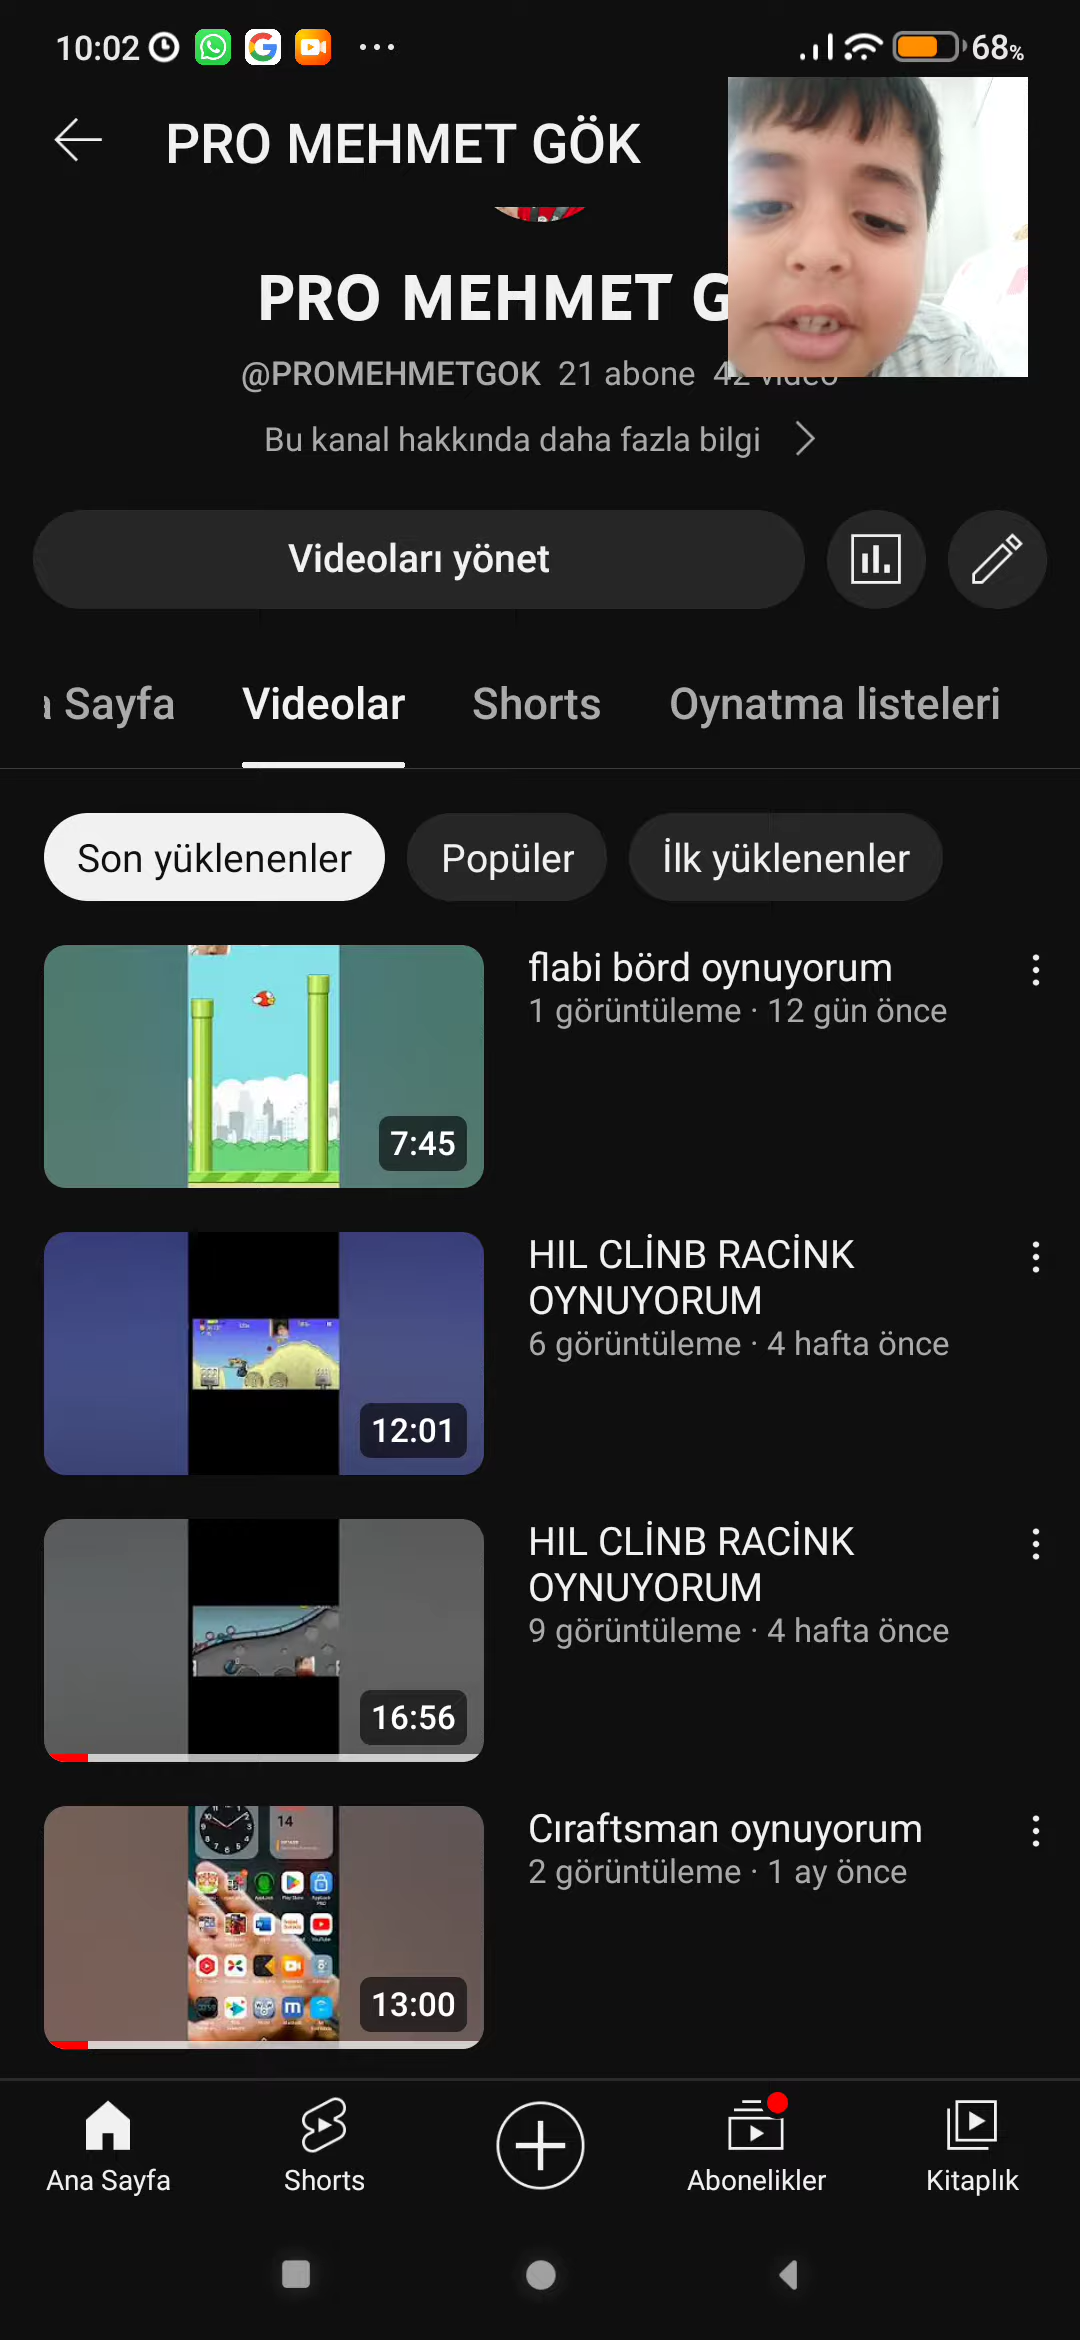 10:02
68%
PRO MEHMET GÖK
PRO MEHMET G
@PROMEHMETGOK 21 abone 42 video
Bu kanal hakkında daha fazla bilgi
Videoları yönet
Sayfa Videolar Shorts Oynatma listeleri
Son yüklenenler Popüler İlk yüklenenler
flabi börd oynuyorum
1 görüntüleme · 12 gün önce
7:45
HIL CLİNB RACİNK
OYNUYORUM
6 görüntüleme · 4 hafta önce
12:01
HIL CLİNB RACİNK
OYNUYORUM
9 görüntüleme · 4 hafta önce
16:56
14
Cıraftsman oynuyorum
2 görüntüleme · 1 ay önce
13:00
Ana Sayfa Shorts Abonelikler Kitaplık